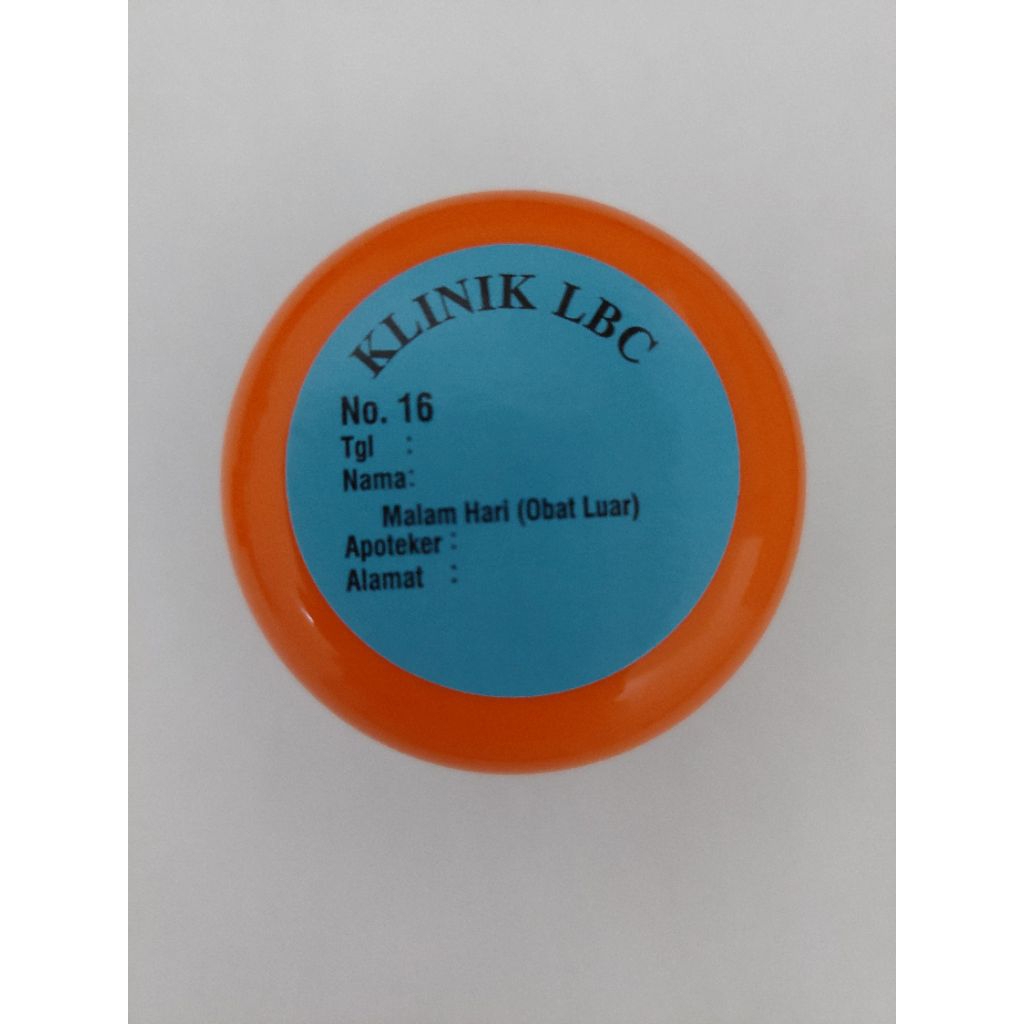 KLINIK LBC
No. 16
Tgl :
Nama:
Malam Hari (Obat Luar)
Apoteker :
Alamat :